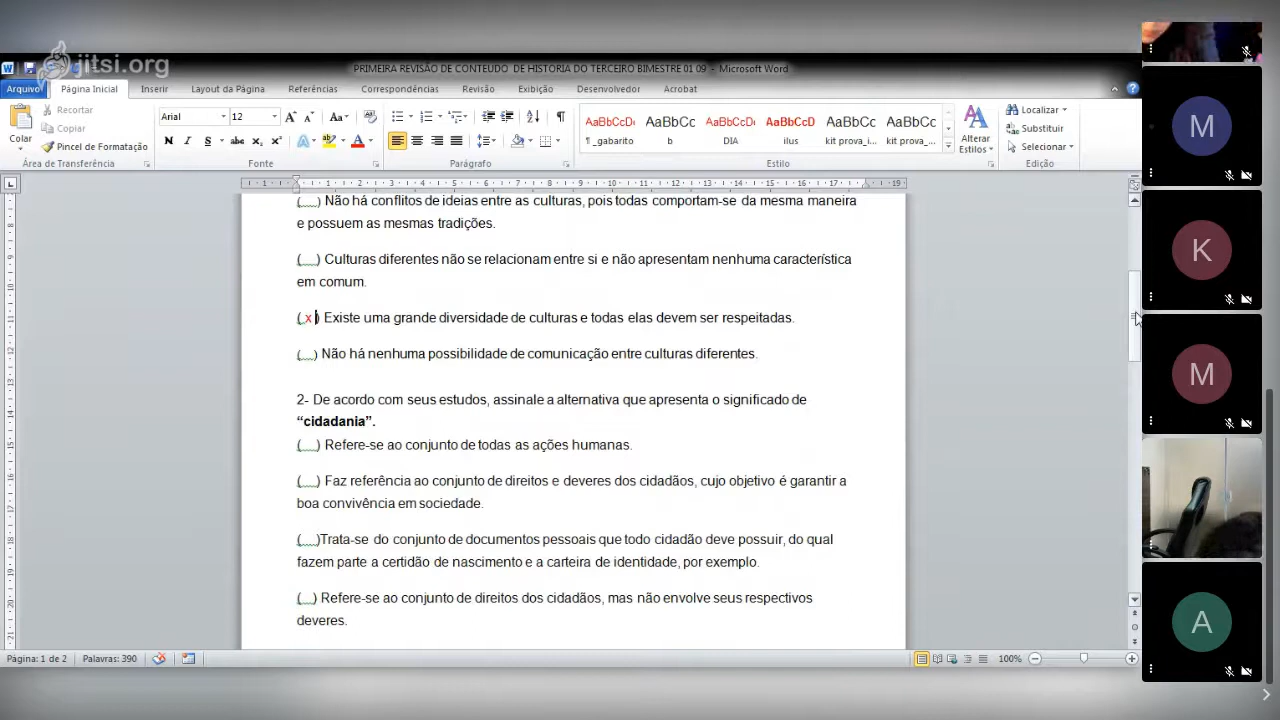 jitsi.org
PRIMEIRA REVISÃO DE CONTEUDO DE HISTORIA DO TERCEIRO BIMESTRE 01 09 - Microsoft Word
Arquivo Página Inicial Inserir Layout da Página Referências Correspondências Revisão Exibição Desenvolvedor Acrobat
Colar
Recortar
Copiar
Pincel de Formatação
Área de Transferência
Arial 12
Fonte
Parágrafo
AaBbCcDc AaBbCc AaBbCcD AaBbCcD AaBbCc AaBbCc
¶ _gabarito b DIA ilus kit prova_i... kit prova_...
Estilo
Alterar
Estilos
Localizar
Substituir
Selecionar
Edição
(__) Não há conflitos de ideias entre as culturas, pois todas comportam-se da mesma maneira
e possuem as mesmas tradições.
(__) Culturas diferentes não se relacionam entre si e não apresentam nenhuma característica
em comum.
( x ) Existe uma grande diversidade de culturas e todas elas devem ser respeitadas.
(__) Não há nenhuma possibilidade de comunicação entre culturas diferentes.
2- De acordo com seus estudos, assinale a alternativa que apresenta o significado de
“cidadania”.
(__) Refere-se ao conjunto de todas as ações humanas.
(__) Faz referência ao conjunto de direitos e deveres dos cidadãos, cujo objetivo é garantir a
boa convivência em sociedade.
(__)Trata-se do conjunto de documentos pessoais que todo cidadão deve possuir, do qual
fazem parte a certidão de nascimento e a carteira de identidade, por exemplo.
(__) Refere-se ao conjunto de direitos dos cidadãos, mas não envolve seus respectivos
deveres.
Página: 1 de 2 Palavras: 390 100%
M
K
M
A